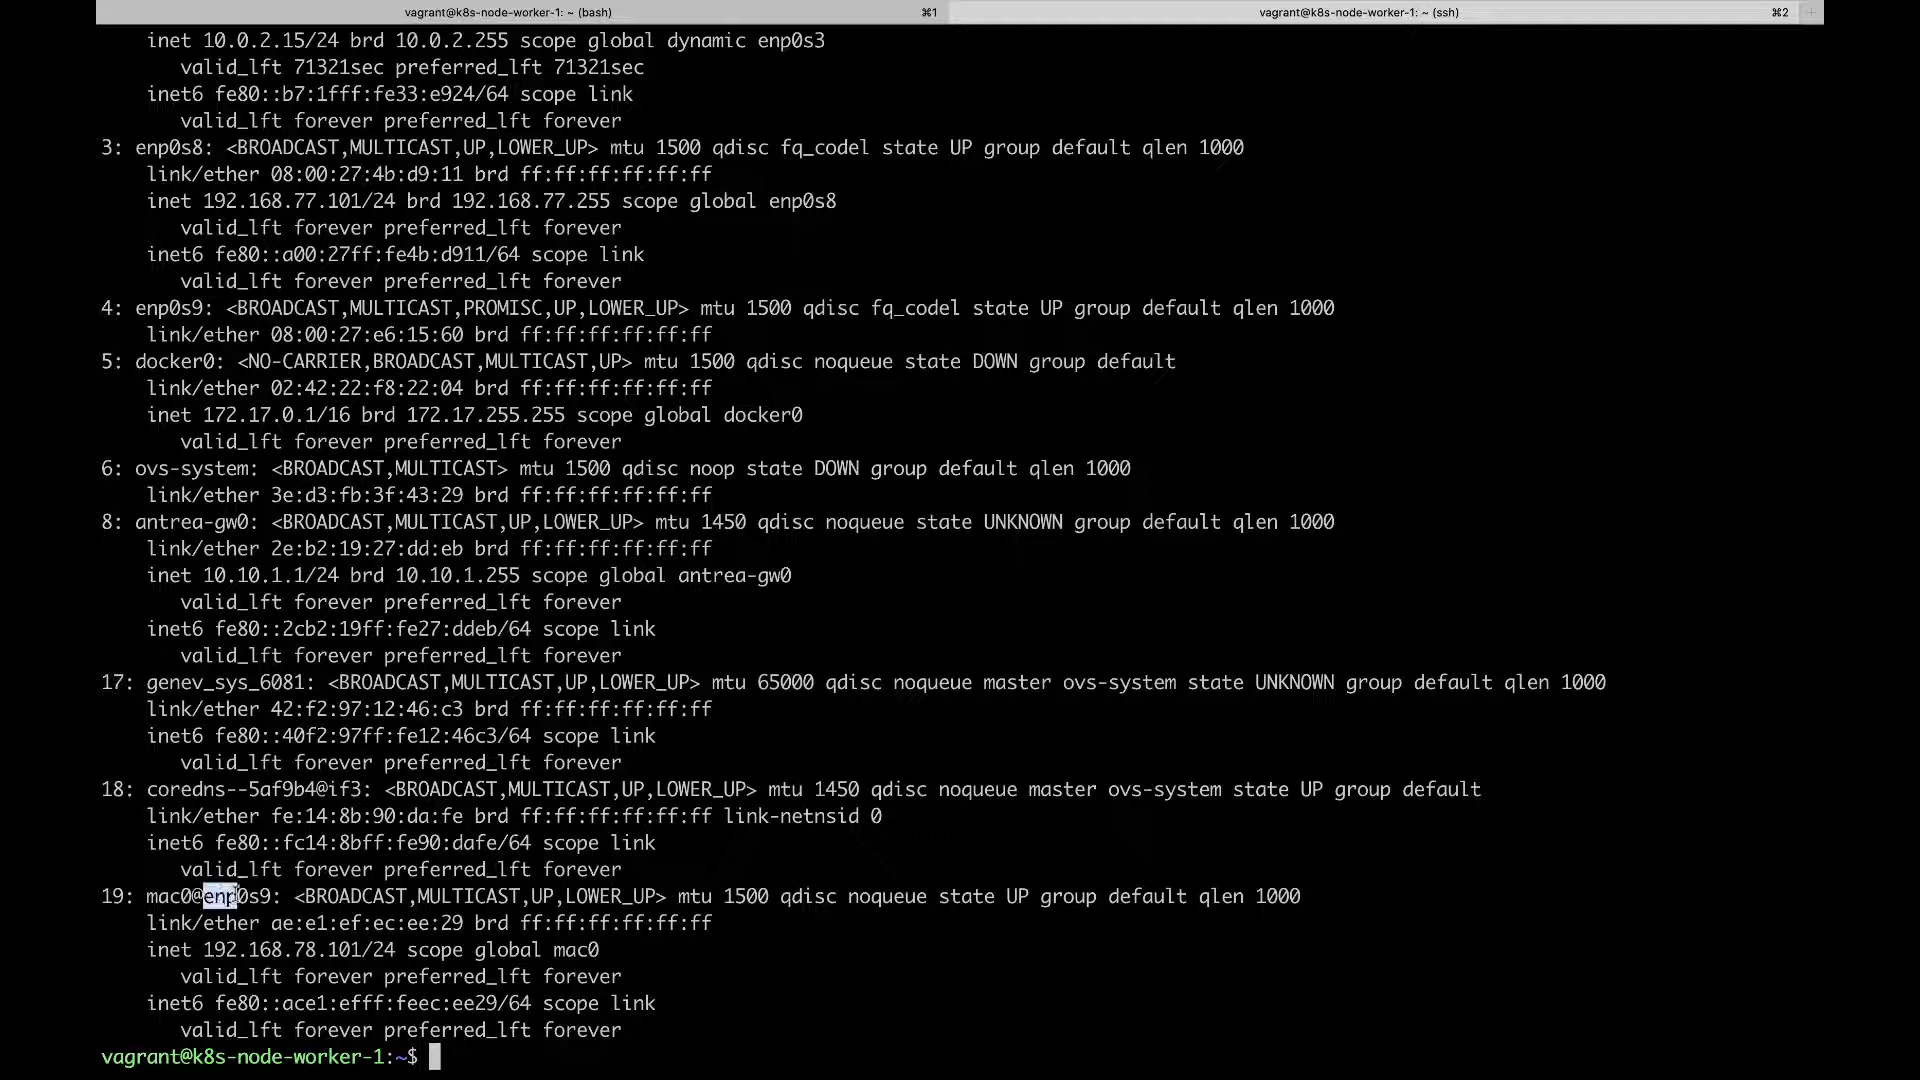 vagrant@k8s-node-worker-1: ~ (bash) ⌘1 vagrant@k8s-node-worker-1: ~ (ssh) ⌘2 +
inet 10.0.2.15/24 brd 10.0.2.255 scope global dynamic enp0s3
valid_lft 71321sec preferred_lft 71321sec
inet6 fe80::b7:1fff:fe33:e924/64 scope link
valid_lft forever preferred_lft forever
3: enp0s8: <BROADCAST,MULTICAST,UP,LOWER_UP> mtu 1500 qdisc fq_codel state UP group default qlen 1000
link/ether 08:00:27:4b:d9:11 brd ff:ff:ff:ff:ff:ff
inet 192.168.77.101/24 brd 192.168.77.255 scope global enp0s8
valid_lft forever preferred_lft forever
inet6 fe80::a00:27ff:fe4b:d911/64 scope link
valid_lft forever preferred_lft forever
4: enp0s9: <BROADCAST,MULTICAST,PROMISC,UP,LOWER_UP> mtu 1500 qdisc fq_codel state UP group default qlen 1000
link/ether 08:00:27:e6:15:60 brd ff:ff:ff:ff:ff:ff
5: docker0: <NO-CARRIER,BROADCAST,MULTICAST,UP> mtu 1500 qdisc noqueue state DOWN group default
link/ether 02:42:22:f8:22:04 brd ff:ff:ff:ff:ff:ff
inet 172.17.0.1/16 brd 172.17.255.255 scope global docker0
valid_lft forever preferred_lft forever
6: ovs-system: <BROADCAST,MULTICAST> mtu 1500 qdisc noop state DOWN group default qlen 1000
link/ether 3e:d3:fb:3f:43:29 brd ff:ff:ff:ff:ff:ff
8: antrea-gw0: <BROADCAST,MULTICAST,UP,LOWER_UP> mtu 1450 qdisc noqueue state UNKNOWN group default qlen 1000
link/ether 2e:b2:19:27:dd:eb brd ff:ff:ff:ff:ff:ff
inet 10.10.1.1/24 brd 10.10.1.255 scope global antrea-gw0
valid_lft forever preferred_lft forever
inet6 fe80::2cb2:19ff:fe27:ddeb/64 scope link
valid_lft forever preferred_lft forever
17: genev_sys_6081: <BROADCAST,MULTICAST,UP,LOWER_UP> mtu 65000 qdisc noqueue master ovs-system state UNKNOWN group default qlen 1000
link/ether 42:f2:97:12:46:c3 brd ff:ff:ff:ff:ff:ff
inet6 fe80::40f2:97ff:fe12:46c3/64 scope link
valid_lft forever preferred_lft forever
18: coredns--5af9b4@if3: <BROADCAST,MULTICAST,UP,LOWER_UP> mtu 1450 qdisc noqueue master ovs-system state UP group default
link/ether fe:14:8b:90:da:fe brd ff:ff:ff:ff:ff:ff link-netnsid 0
inet6 fe80::fc14:8bff:fe90:dafe/64 scope link
valid_lft forever preferred_lft forever
19: mac0@enp0s9: <BROADCAST,MULTICAST,UP,LOWER_UP> mtu 1500 qdisc noqueue state UP group default qlen 1000
link/ether ae:e1:ef:ec:ee:29 brd ff:ff:ff:ff:ff:ff
inet 192.168.78.101/24 scope global mac0
valid_lft forever preferred_lft forever
inet6 fe80::ace1:efff:feec:ee29/64 scope link
valid_lft forever preferred_lft forever
vagrant@k8s-node-worker-1:~$